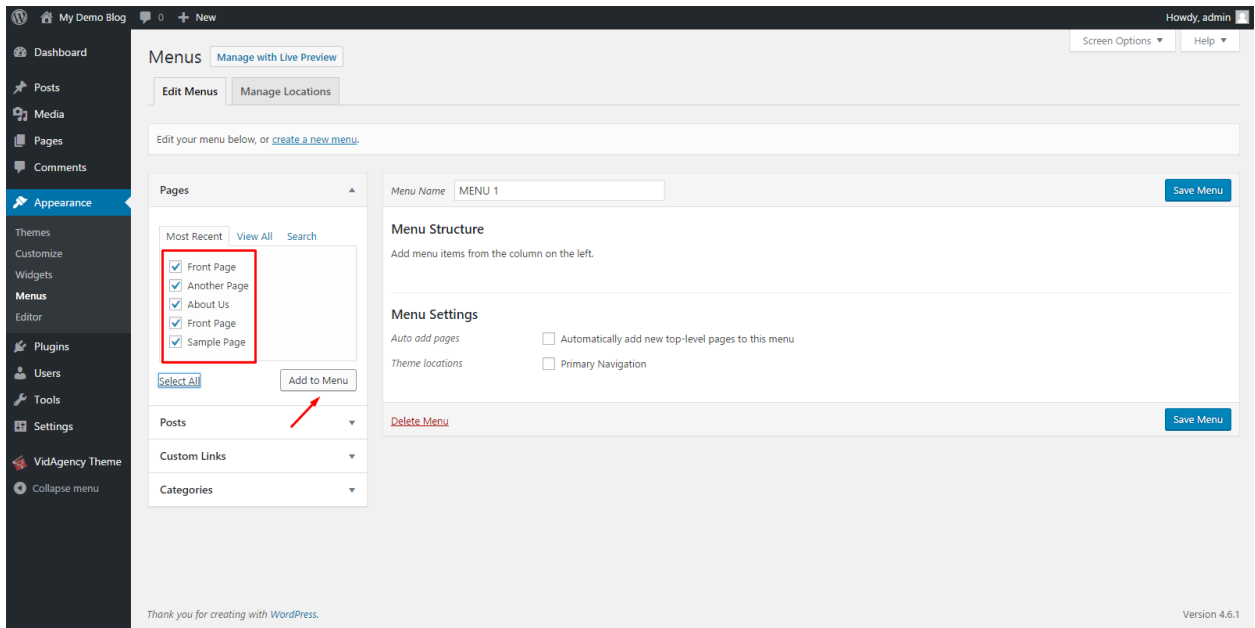 My Demo Blog 0 + New Howdy, admin
Dashboard
Posts
Media
Pages
Comments
Appearance
Themes
Customize
Widgets
Menus
Editor
Plugins
Users
Tools
Settings
VidAgency Theme
Collapse menu
Screen Options ▼ Help ▼
Menus Manage with Live Preview
Edit Menus Manage Locations
Edit your menu below, or create a new menu.
Pages
Most Recent View All Search
Front Page
Another Page
About Us
Front Page
Sample Page
Select All Add to Menu
Posts
Custom Links
Categories
Menu Name MENU 1 Save Menu
Menu Structure
Add menu items from the column on the left.
Menu Settings
Auto add pages Automatically add new top-level pages to this menu
Theme locations Primary Navigation
Delete Menu Save Menu
Thank you for creating with WordPress. Version 4.6.1